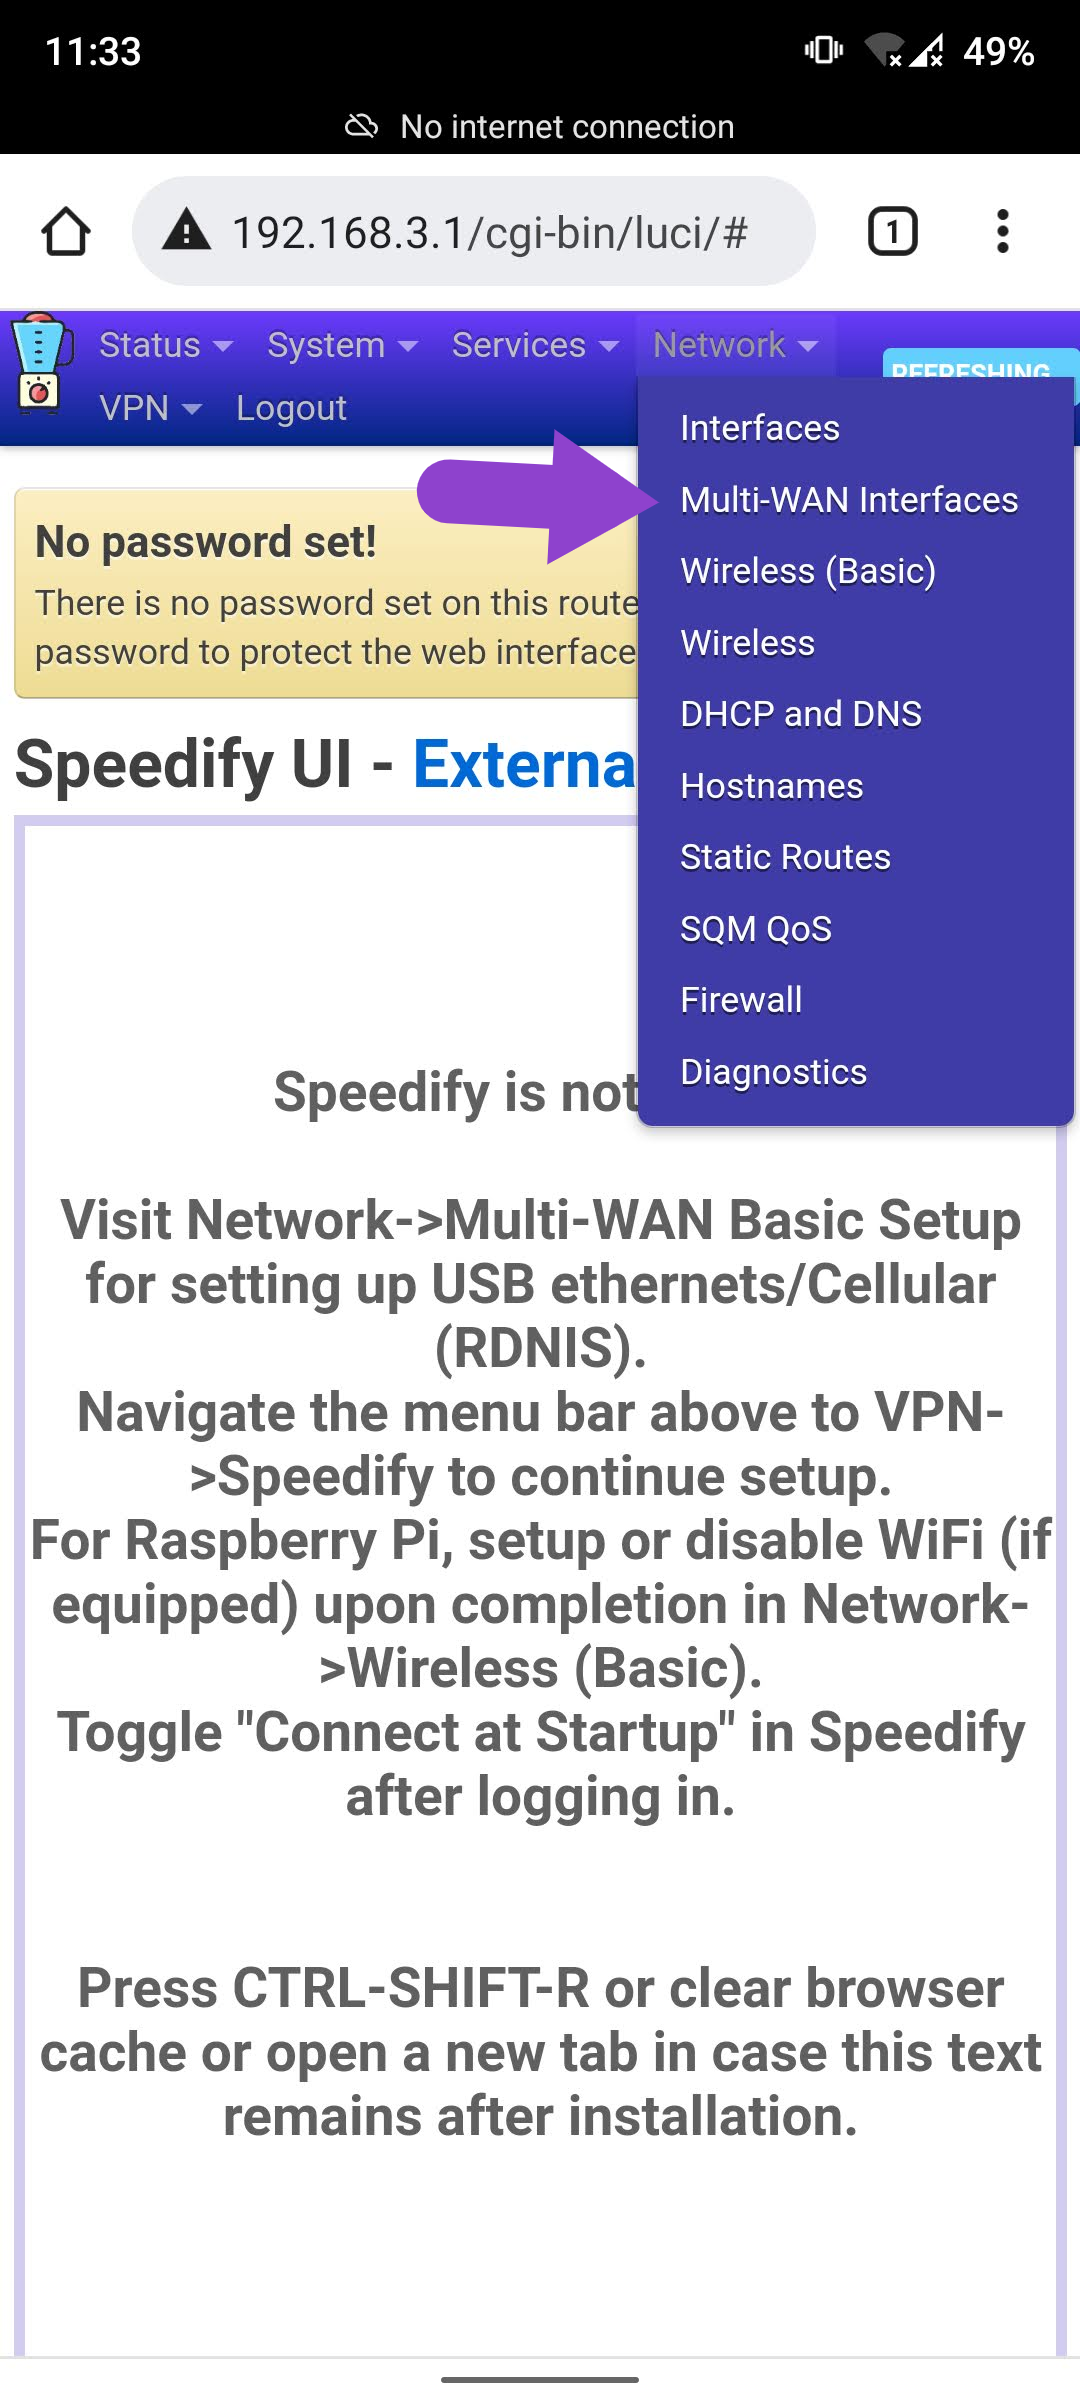 11:33
49%
No internet connection
192.168.3.1/cgi-bin/luci/#
1
Status System Services Network
REFRESHING
VPN Logout
Interfaces
Multi-WAN Interfaces
Wireless (Basic)
Wireless
DHCP and DNS
Hostnames
Static Routes
SQM QoS
Firewall
Diagnostics
No password set!
There is no password set on this route
password to protect the web interface
Speedify UI - Externa
Speedify is not
Visit Network->Multi-WAN Basic Setup
for setting up USB ethernets/Cellular
(RDNIS).
Navigate the menu bar above to VPN-
>Speedify to continue setup.
For Raspberry Pi, setup or disable WiFi (if
equipped) upon completion in Network-
>Wireless (Basic).
Toggle "Connect at Startup" in Speedify
after logging in.
Press CTRL-SHIFT-R or clear browser
cache or open a new tab in case this text
remains after installation.